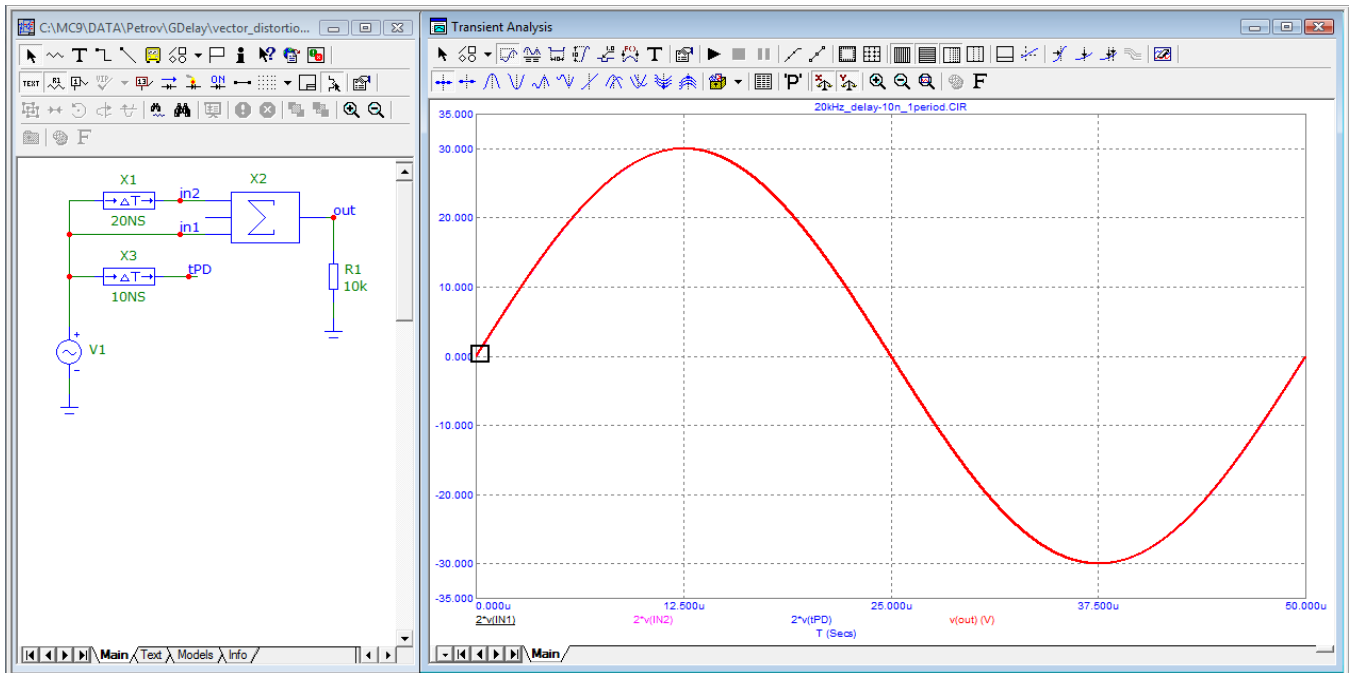 C:\MC9\DATA\Petrov\GDelay\vector_distortio...
Transient Analysis
TEXT
ON
F
'P'
F
X1
in2
X2
20NS
in1
out
X3
tPD
10NS
R1
10k
+
V1
-
20kHz_delay-10n_1period.CIR
35.000
30.000
20.000
10.000
0.000
-10.000
-20.000
-30.000
-35.000
0.000u 12.500u 25.000u 37.500u 50.000u
2*v(IN1) 2*v(IN2) 2*v(tPD) v(out) (V)
T (Secs)
Main Text Models Info
Main